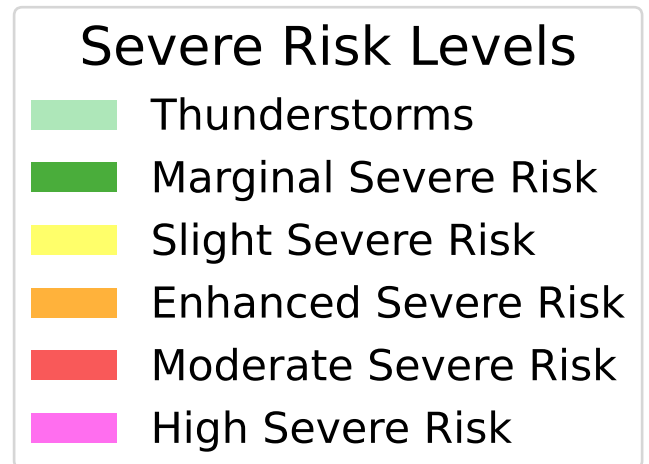 Severe Risk Levels
Thunderstorms
Marginal Severe Risk
Slight Severe Risk
Enhanced Severe Risk
Moderate Severe Risk
High Severe Risk